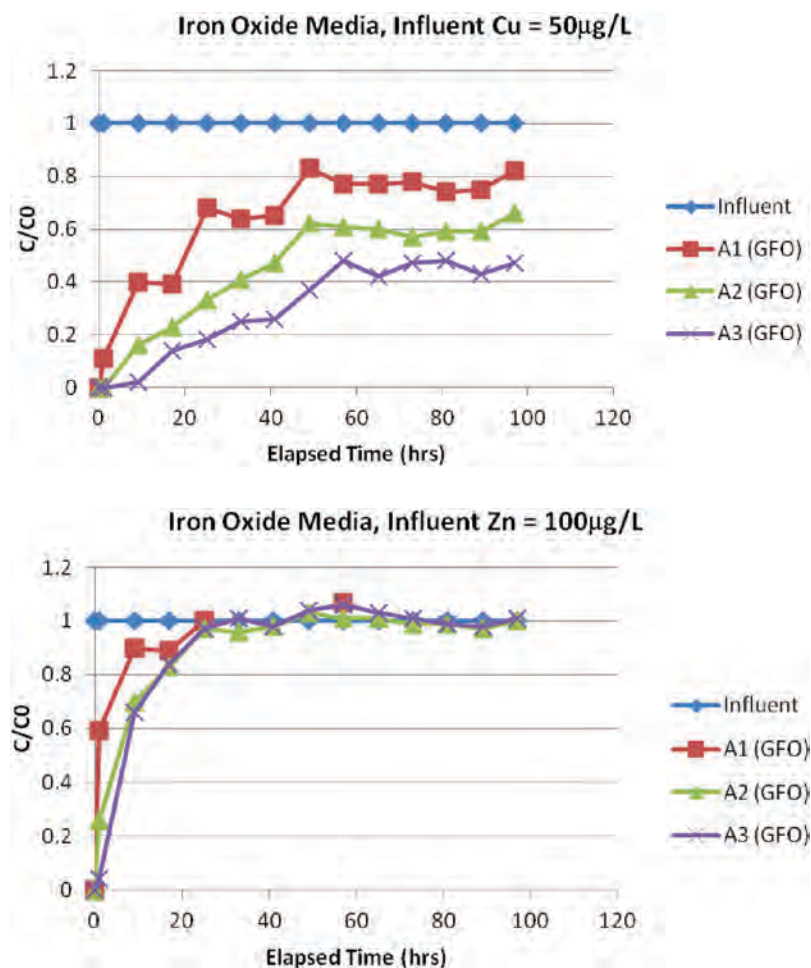 Iron Oxide Media, Influent Cu = 50µg/L
1.2
1
0.8
0.6
0.4
0.2
0
C/C0
0
20
40
60
80
100
120
Elapsed Time (hrs)
Influent
A1 (GFO)
A2 (GFO)
A3 (GFO)
Iron Oxide Media, Influent Zn = 100µg/L
1.2
1
0.8
0.6
0.4
0.2
0
C/C0
0
20
40
60
80
100
120
Elapsed Time (hrs)
Influent
A1 (GFO)
A2 (GFO)
A3 (GFO)